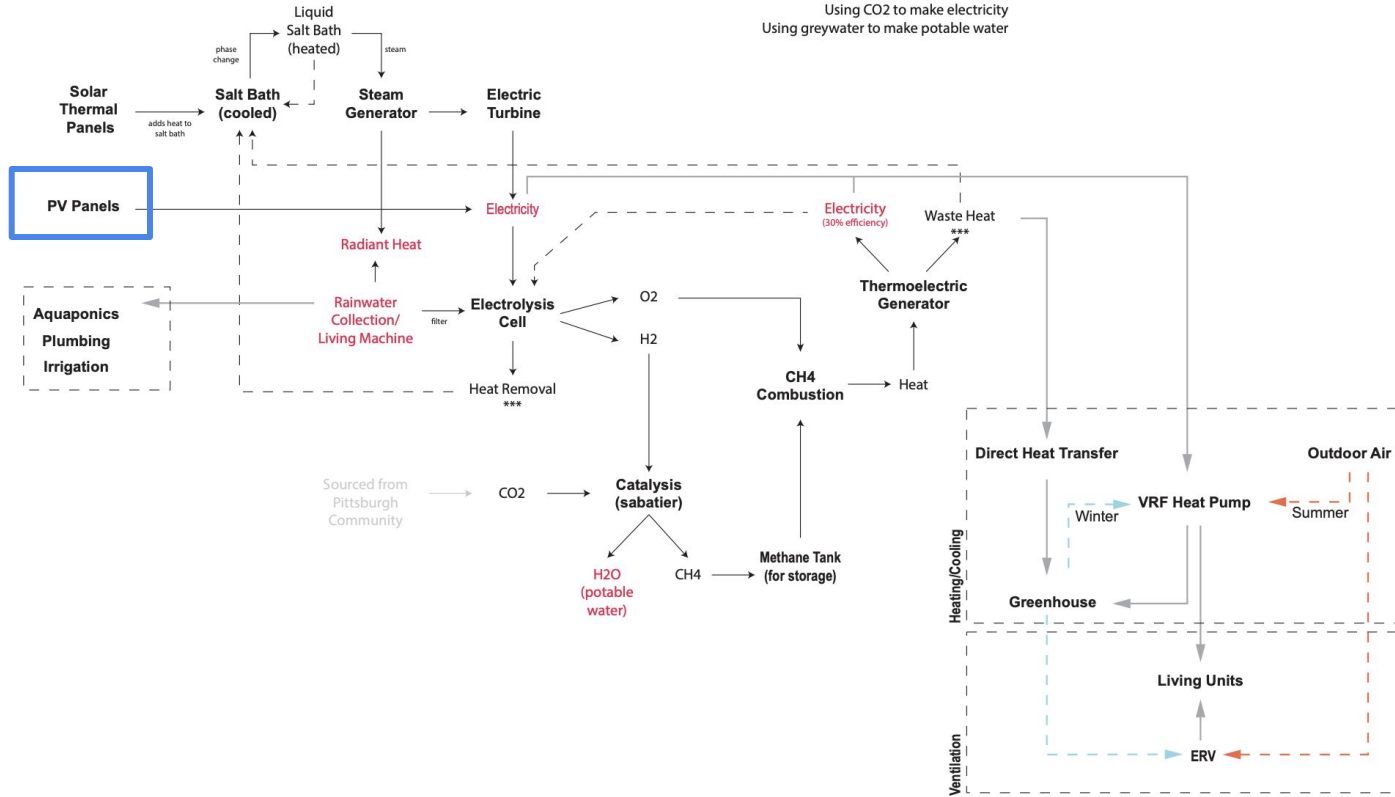 Using CO2 to make electricity
Using greywater to make potable water
Liquid
Salt Bath
(heated)
phase
change
steam
Solar
Thermal
Panels
adds heat to
salt bath
Salt Bath
(cooled)
Steam
Generator
Electric
Turbine
PV Panels
Electricity
Electricity
(30% efficiency)
Waste Heat
***
Radiant Heat
Thermoelectric
Generator
Aquaponics
Plumbing
Irrigation
Rainwater
Collection/
Living Machine
filter
Electrolysis
Cell
O2
H2
Heat Removal
***
CH4
Combustion
Heat
Sourced from
Pittsburgh
Community
CO2
Catalysis
(sabatier)
H2O
(potable
water)
CH4
Methane Tank
(for storage)
Heating/Cooling
Direct Heat Transfer
Outdoor Air
VRF Heat Pump
Winter
Summer
Greenhouse
Ventilation
Living Units
ERV